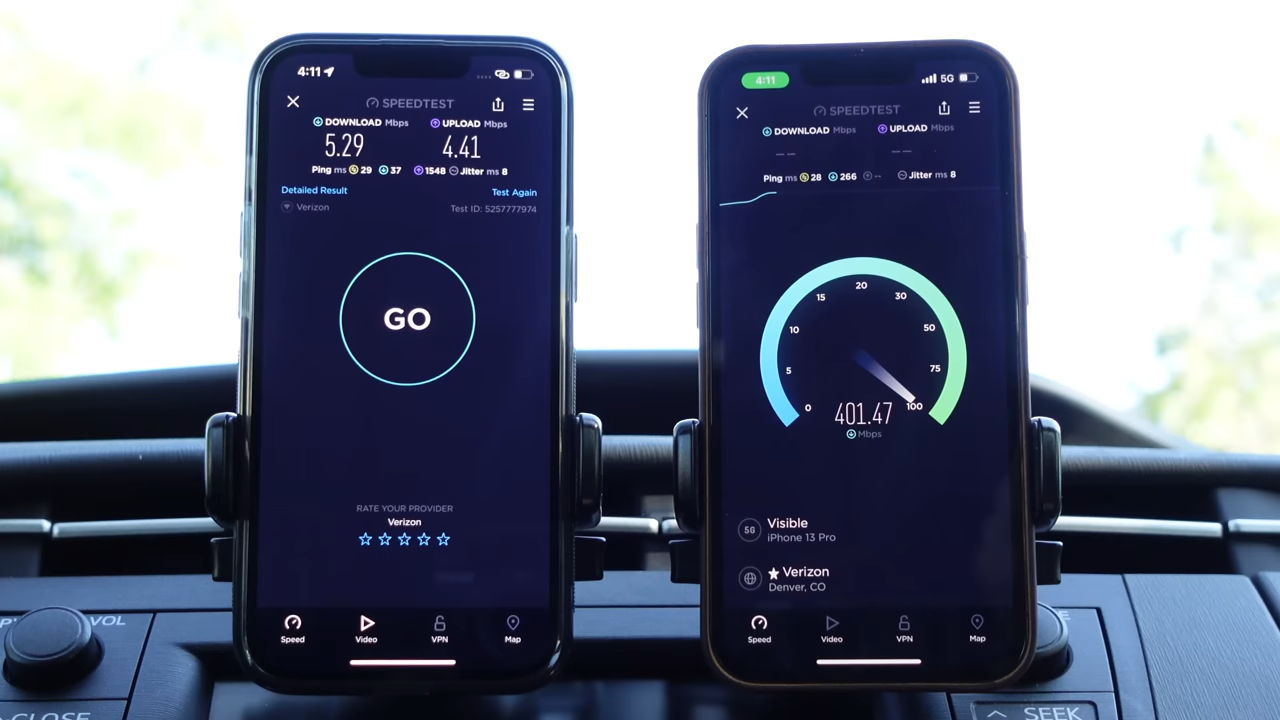 4:11
SPEEDTEST
DOWNLOAD Mbps
UPLOAD Mbps
5.29
4.41
Ping ms 29 37 1548 Jitter ms 8
Detailed Result
Test Again
Verizon
Test ID: 5257777974
GO
RATE YOUR PROVIDER
Verizon
Speed
Video
VPN
Map
4:11
5G
SPEEDTEST
DOWNLOAD Mbps
UPLOAD Mbps
— —
— —
Ping ms 28 266 -- Jitter ms 8
0
5
10
15
20
30
50
75
100
401.47
Mbps
5G
Visible
iPhone 13 Pro
Verizon
Denver, CO
Speed
Video
VPN
Map
VOL
CLOSE
SEEK